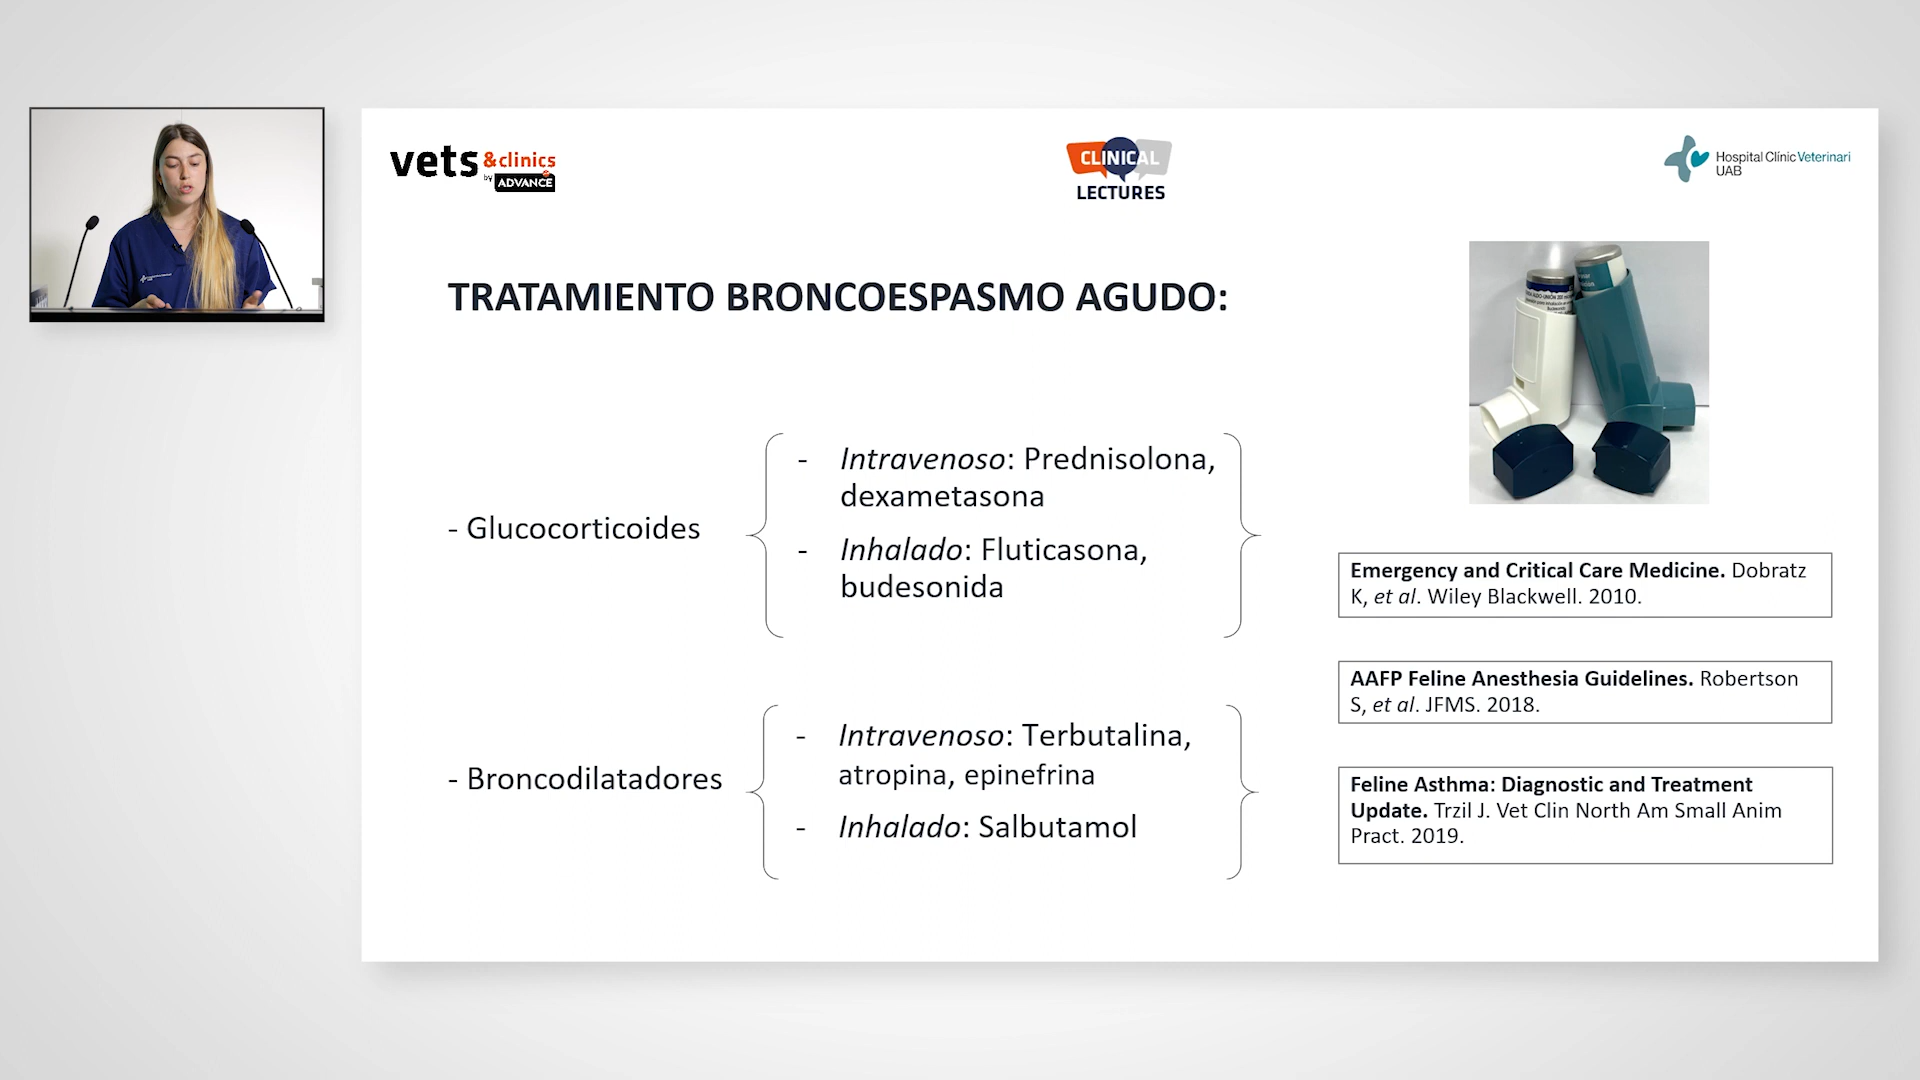 vets &clinics
by ADVANCE
CLINICAL
LECTURES
Hospital Clínic Veterinari
UAB
TRATAMIENTO BRONCOESPASMO AGUDO:
- Glucocorticoides
- Intravenoso: Prednisolona,
dexametasona
- Inhalado: Fluticasona,
budesonida
- Broncodilatadores
- Intravenoso: Terbutalina,
atropina, epinefrina
- Inhalado: Salbutamol
Emergency and Critical Care Medicine. Dobratz
K, et al. Wiley Blackwell. 2010.
AAFP Feline Anesthesia Guidelines. Robertson
S, et al. JFMS. 2018.
Feline Asthma: Diagnostic and Treatment
Update. Trzil J. Vet Clin North Am Small Anim
Pract. 2019.